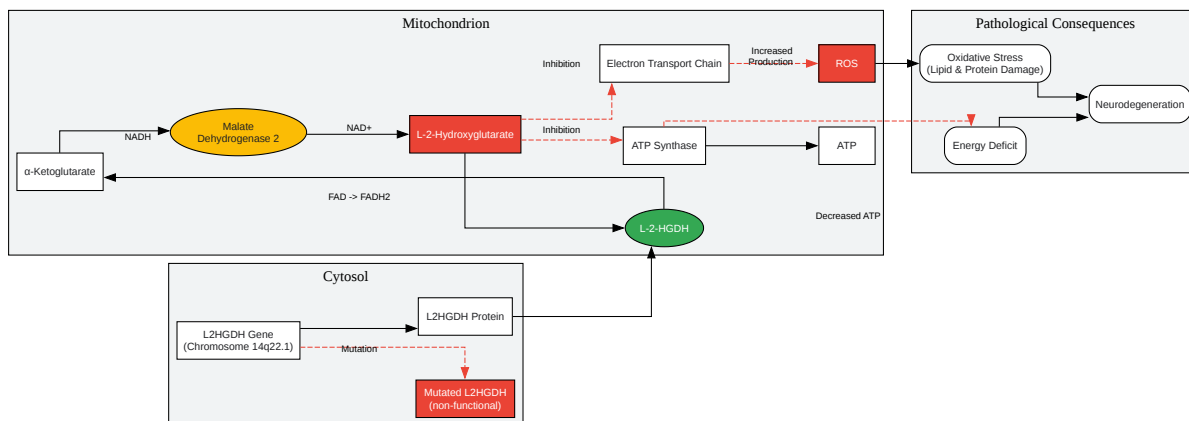 Mitochondrion
Pathological Consequences
Inhibition
Electron Transport Chain
Increased
Production
ROS
Oxidative Stress
(Lipid & Protein Damage)
Neurodegeneration
NADH
Malate
Dehydrogenase 2
NAD+
L-2-Hydroxyglutarate
Inhibition
ATP Synthase
ATP
Energy Deficit
α-Ketoglutarate
FAD -> FADH2
Decreased ATP
L-2-HGDH
Cytosol
L2HGDH Gene
(Chromosome 14q22.1)
L2HGDH Protein
Mutation
Mutated L2HGDH
(non-functional)